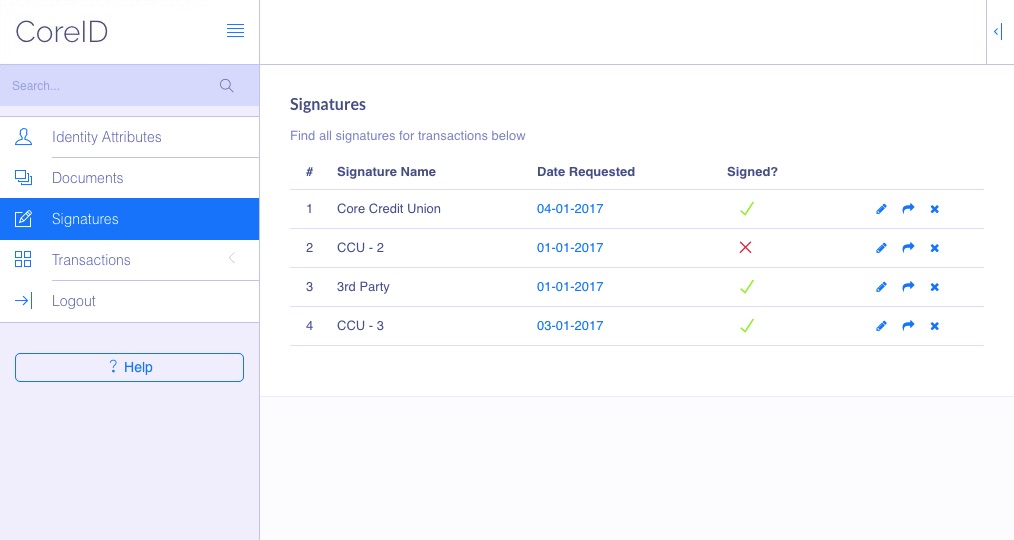 CoreID
Search...
Identity Attributes
Documents
Signatures
Transactions
Logout
? Help
Signatures
Find all signatures for transactions below
# Signature Name Date Requested Signed?
1 Core Credit Union 04-01-2017
2 CCU - 2 01-01-2017
3 3rd Party 01-01-2017
4 CCU - 3 03-01-2017